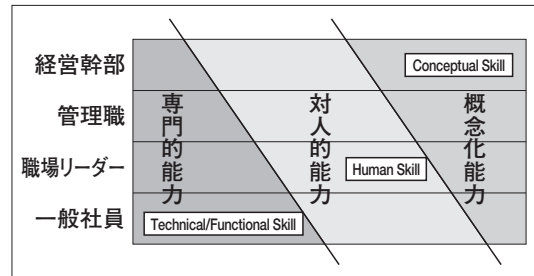 経営幹部
管理職
職場リーダー
一般社員
専門的能力
対人的能力
概念化能力
Conceptual Skill
Human Skill
Technical/Functional Skill